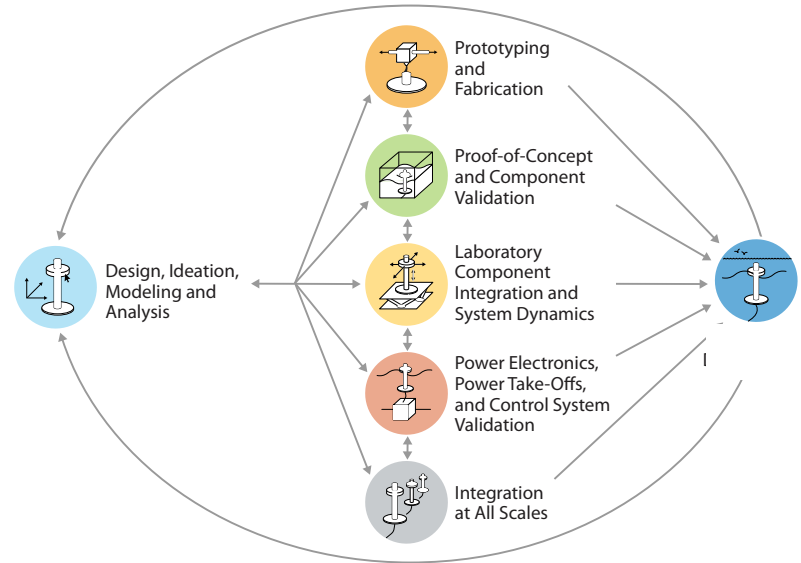 Prototyping
and
Fabrication
Proof-of-Concept
and Component
Validation
Design, Ideation,
Modeling and
Analysis
Laboratory
Component
Integration and
System Dynamics
Power Electronics,
Power Take-Offs,
and Control System
Validation
Integration
at All Scales